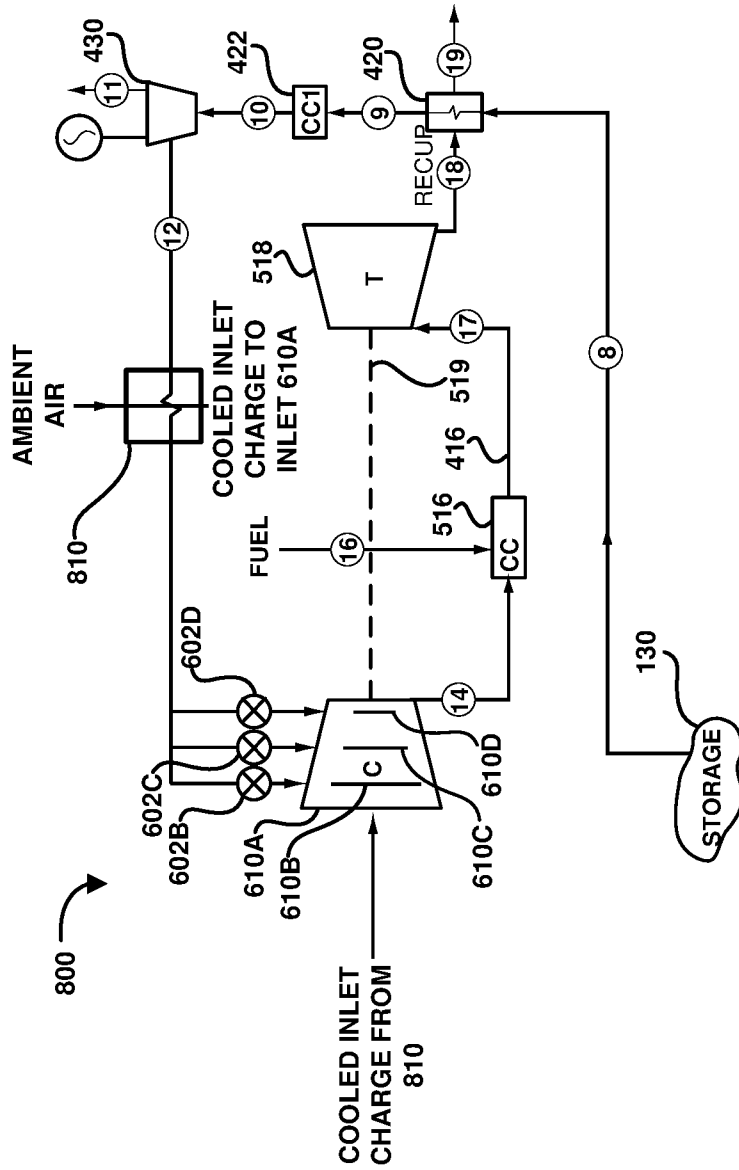 AMBIENT
AIR
800
810
430
602D
602C
602B
12
11
COOLED INLET
CHARGE TO
INLET 610A
422
610A
610B
FUEL
518
CC1
10
COOLED INLET
CHARGE FROM
810
C
16
519
T
9
420
RECUP
610D
610C
416
516
14
CC
17
18
19
130
8
STORAGE